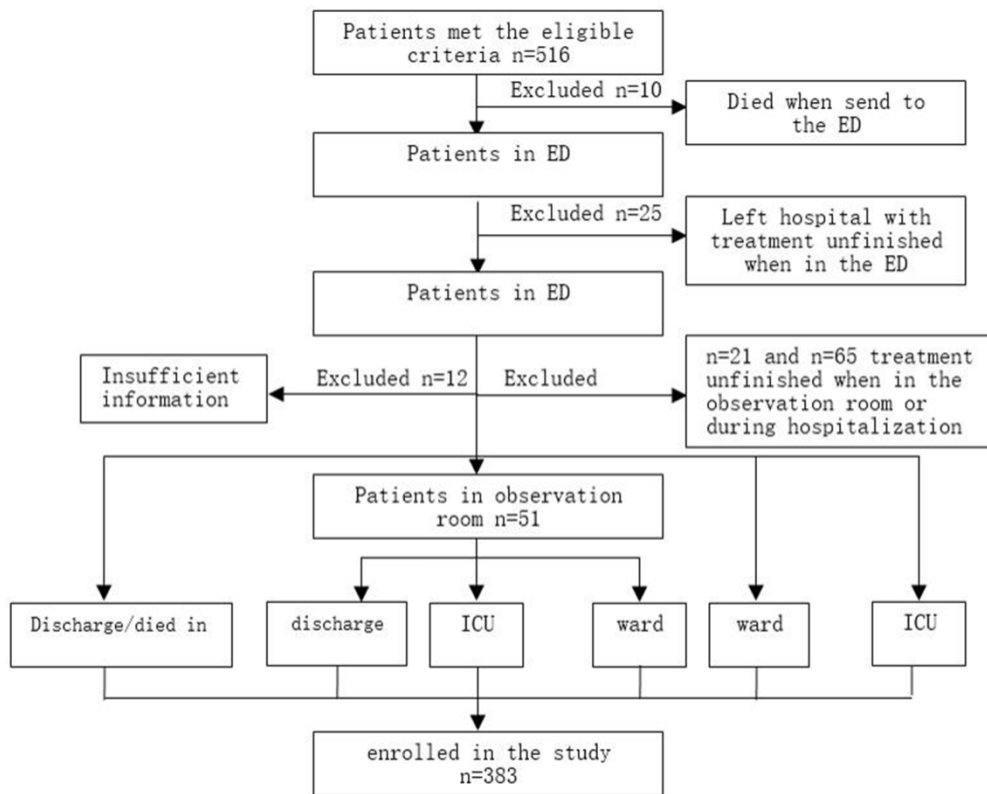 Patients met the eligible
criteria n=516
Excluded n=10
Died when send to
the ED
Patients in ED
Excluded n=25
Left hospital with
treatment unfinished
when in the ED
Patients in ED
Insufficient
information
Excluded n=12
Excluded
n=21 and n=65 treatment
unfinished when in the
observation room or
during hospitalization
Patients in observation
room n=51
Discharge/died in
discharge
ICU
ward
ward
ICU
enrolled in the study
n=383